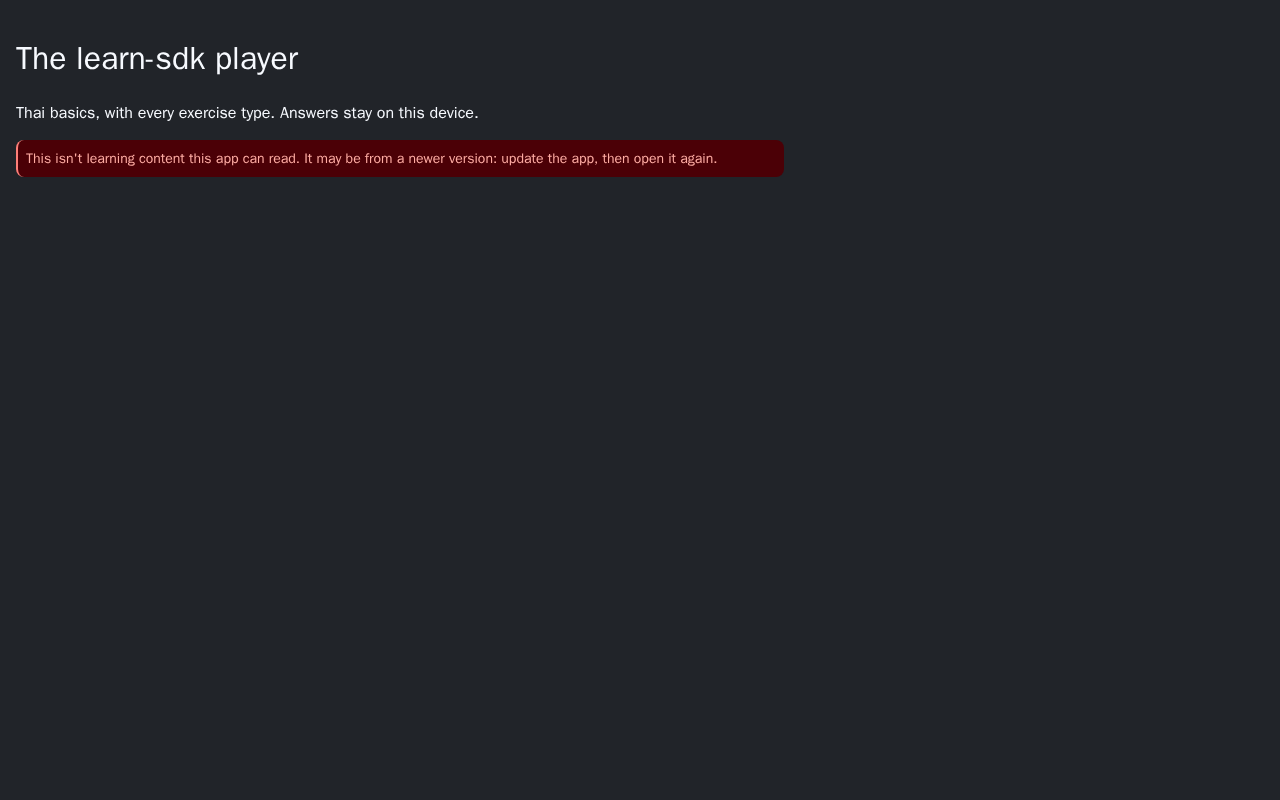 The learn-sdk player
Thai basics, with every exercise type. Answers stay on this device.
This isn't learning content this app can read. It may be from a newer version: update the app, then open it again.